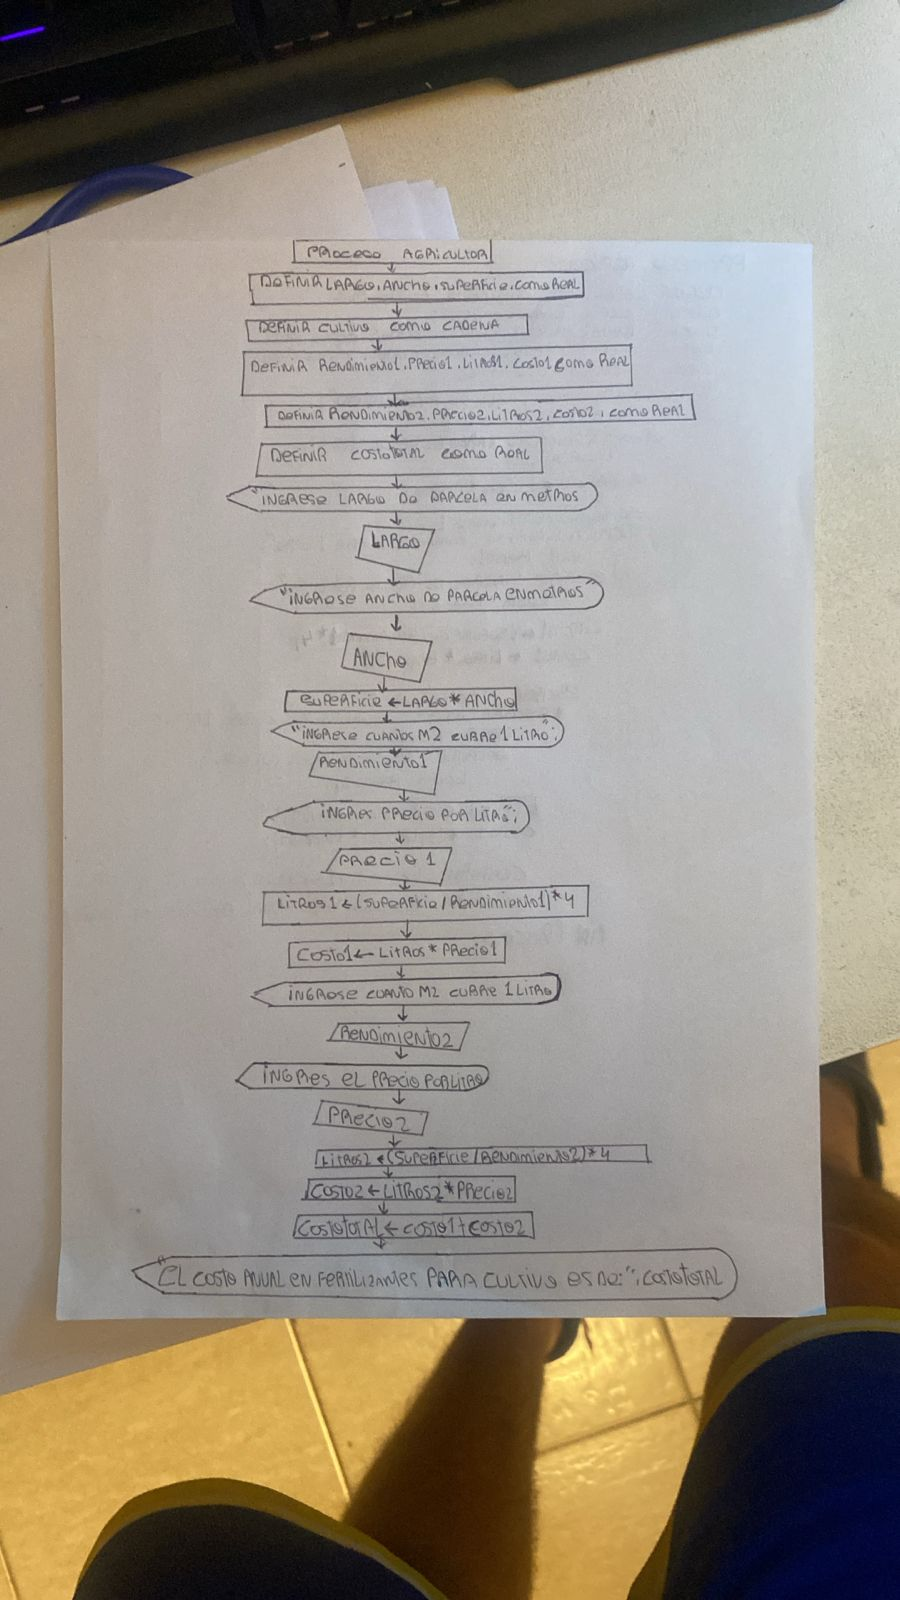 PROCESO AGRICULTOR
DEFINIR LARGO, ANCHO, SUPERFICIE, COMO REAL
DEFINIR CULTIVO COMO CADENA
DEFINIR RENDIMIENTO1, PRECIO1, LITROS1, COSTO1 COMO REAL
DEFINIR RENDIMIENTO2, PRECIO2, LITROS2, COSTO2, COMO REAL
DEFINIR COSTOTOTAL COMO REAL
"INGRESE LARGO DE PARCELA EN METROS
LARGO
"INGRESE ANCHO DE PARCELA EN METROS"
ANCHO
SUPERFICIE ← LARGO * ANCHO
"INGRESE CUANTOS M2 CUBRE 1 LITRO";
RENDIMIENTO1
INGRESE PRECIO POR LITRO";
PRECIO 1
LITROS1 ← (SUPERFICIE / RENDIMIENTO1) * 4
COSTO1 ← LITROS * PRECIO1
INGRESE CUANTO M2 CUBRE 1 LITRO
RENDIMIENTO2
INGRES EL PRECIO POR LITRO
PRECIO2
LITROS2 ← (SUPERFICIE / RENDIMIENTO2) * 4
COSTO2 ← LITROS2 * PRECIO2
COSTOTOTAL ← COSTO1 + COSTO2
"EL COSTO ANUAL EN FERTILIZANTES PARA CULTIVO ES DE:", COSTOTOTAL